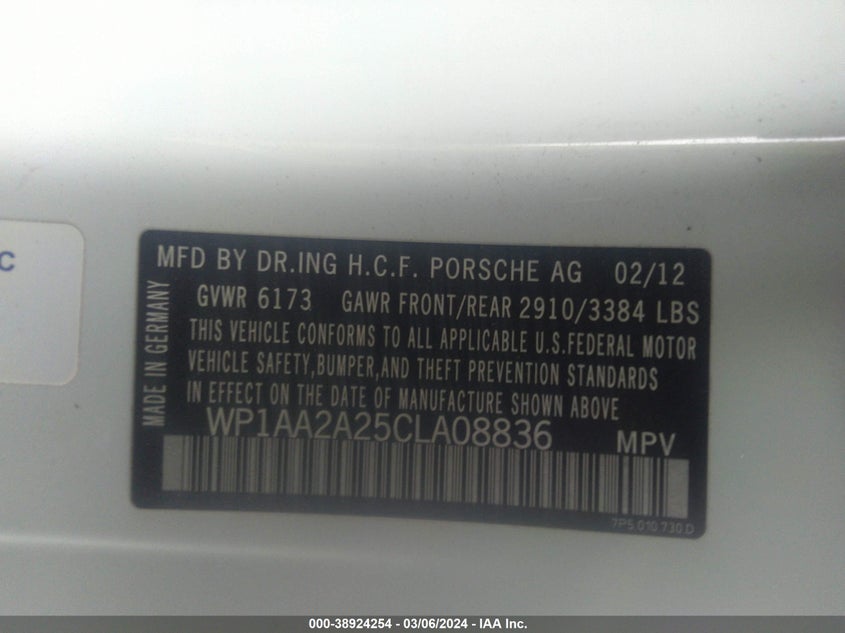 C
MFD BY DR.ING H.C.F. PORSCHE AG 02/12
GVWR 6173 GAWR FRONT/REAR 2910/3384 LBS
THIS VEHICLE CONFORMS TO ALL APPLICABLE U.S.FEDERAL MOTOR
VEHICLE SAFETY,BUMPER,AND THEFT PREVENTION STANDARDS
IN EFFECT ON THE DATE OF MANUFACTURE SHOWN ABOVE
MADE IN GERMANY
WP1AA2A25CLA08836 MPV
7P5.010.730.D
000-38924254 - 03/06/2024 - IAA Inc.